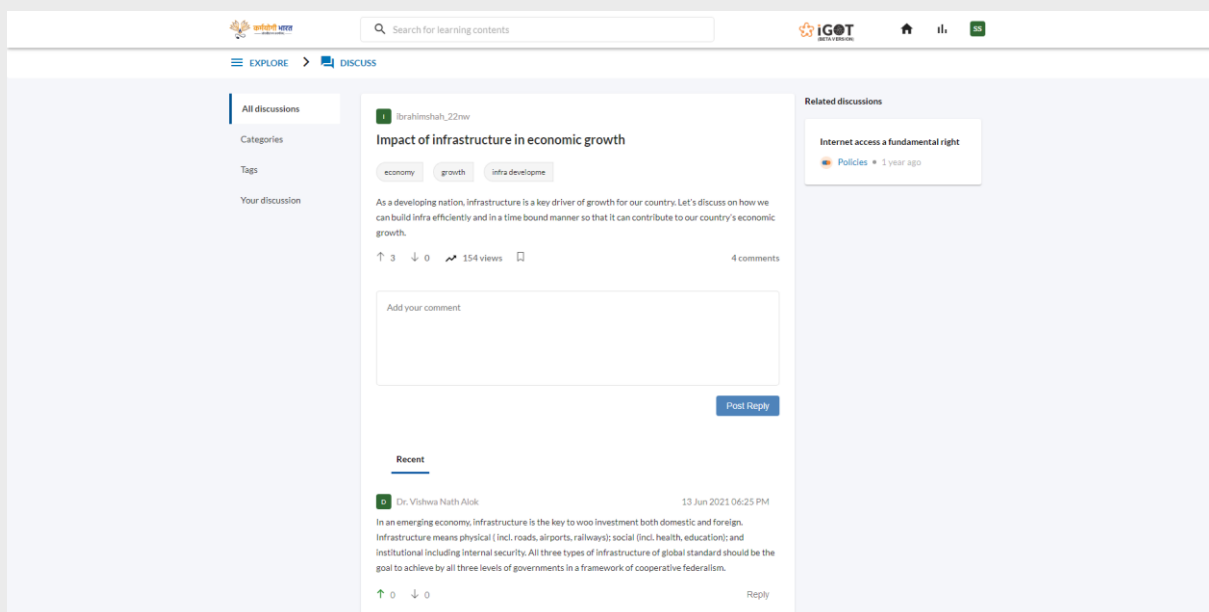 कर्मयोगी भारत
Search for learning contents
iGOT
(BETA VERSION)
SS
EXPLORE
DISCUSS
All discussions
Categories
Tags
Your discussion
I
ibrahimshah_22nw
Impact of infrastructure in economic growth
economy
growth
infra developme
As a developing nation, infrastructure is a key driver of growth for our country. Let's discuss on how we
can build infra efficiently and in a time bound manner so that it can contribute to our country's economic
growth.
3
0
154 views
4 comments
Add your comment
Post Reply
Recent
D
Dr. Vishwa Nath Alok
13 Jun 2021 06:25 PM
In an emerging economy, infrastructure is the key to woo investment both domestic and foreign.
Infrastructure means physical ( incl. roads, airports, railways); social (incl. health, education); and
institutional including internal security. All three types of infrastructure of global standard should be the
goal to achieve by all three levels of governments in a framework of cooperative federalism.
0
0
Reply
Related discussions
Internet access a fundamental right
Policies • 1 year ago